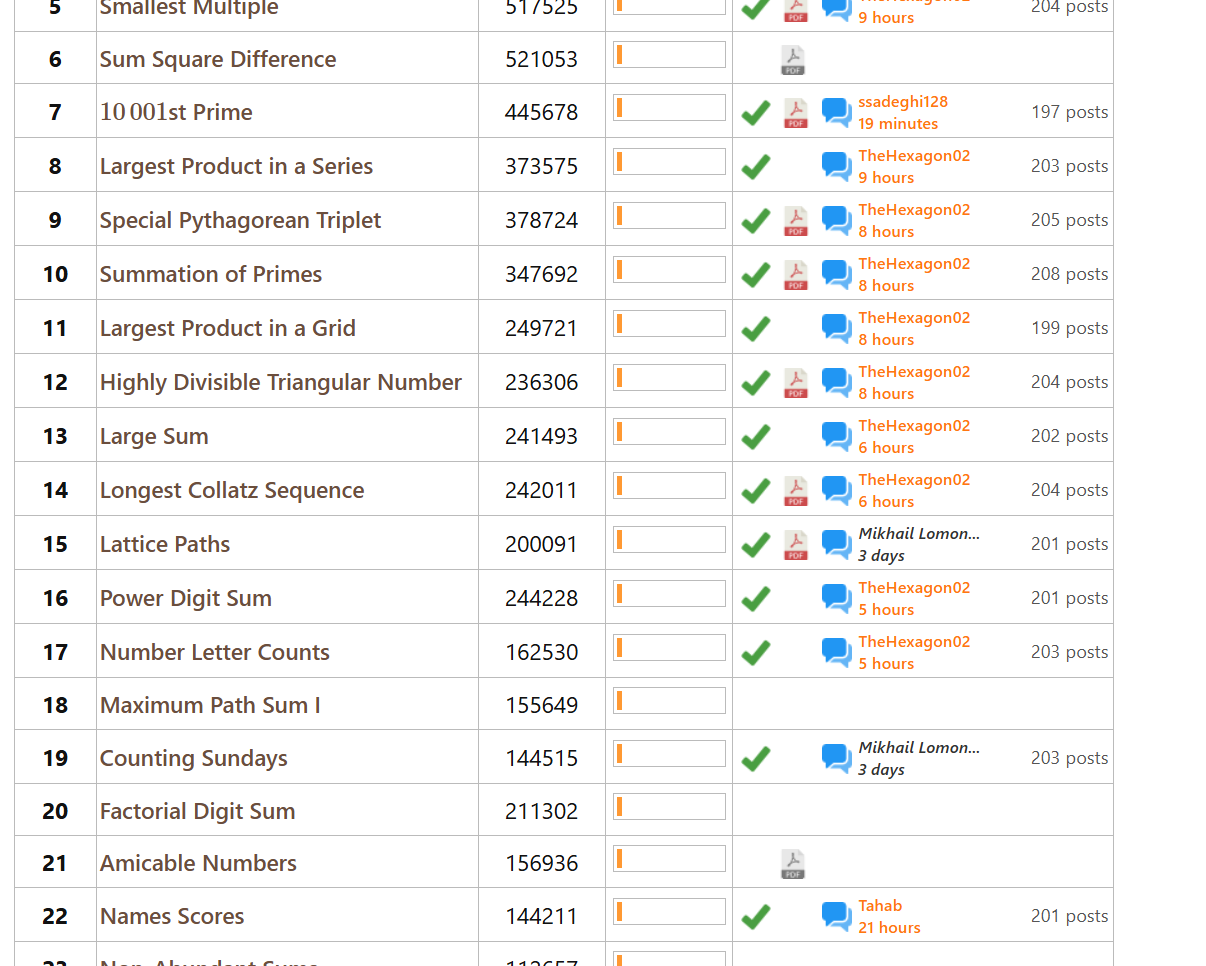 5 Smallest Multiple 517525 9 hours 204 posts
6 Sum Square Difference 521053 PDF
7 10 001st Prime 445678 PDF ssadeghi128 19 minutes 197 posts
8 Largest Product in a Series 373575 TheHexagon02 9 hours 203 posts
9 Special Pythagorean Triplet 378724 PDF TheHexagon02 8 hours 205 posts
10 Summation of Primes 347692 PDF TheHexagon02 8 hours 208 posts
11 Largest Product in a Grid 249721 TheHexagon02 8 hours 199 posts
12 Highly Divisible Triangular Number 236306 PDF TheHexagon02 8 hours 204 posts
13 Large Sum 241493 TheHexagon02 6 hours 202 posts
14 Longest Collatz Sequence 242011 PDF TheHexagon02 6 hours 204 posts
15 Lattice Paths 200091 PDF Mikhail Lomon... 3 days 201 posts
16 Power Digit Sum 244228 TheHexagon02 5 hours 201 posts
17 Number Letter Counts 162530 TheHexagon02 5 hours 203 posts
18 Maximum Path Sum I 155649
19 Counting Sundays 144515 Mikhail Lomon... 3 days 203 posts
20 Factorial Digit Sum 211302
21 Amicable Numbers 156936 PDF
22 Names Scores 144211 Tahab 21 hours 201 posts